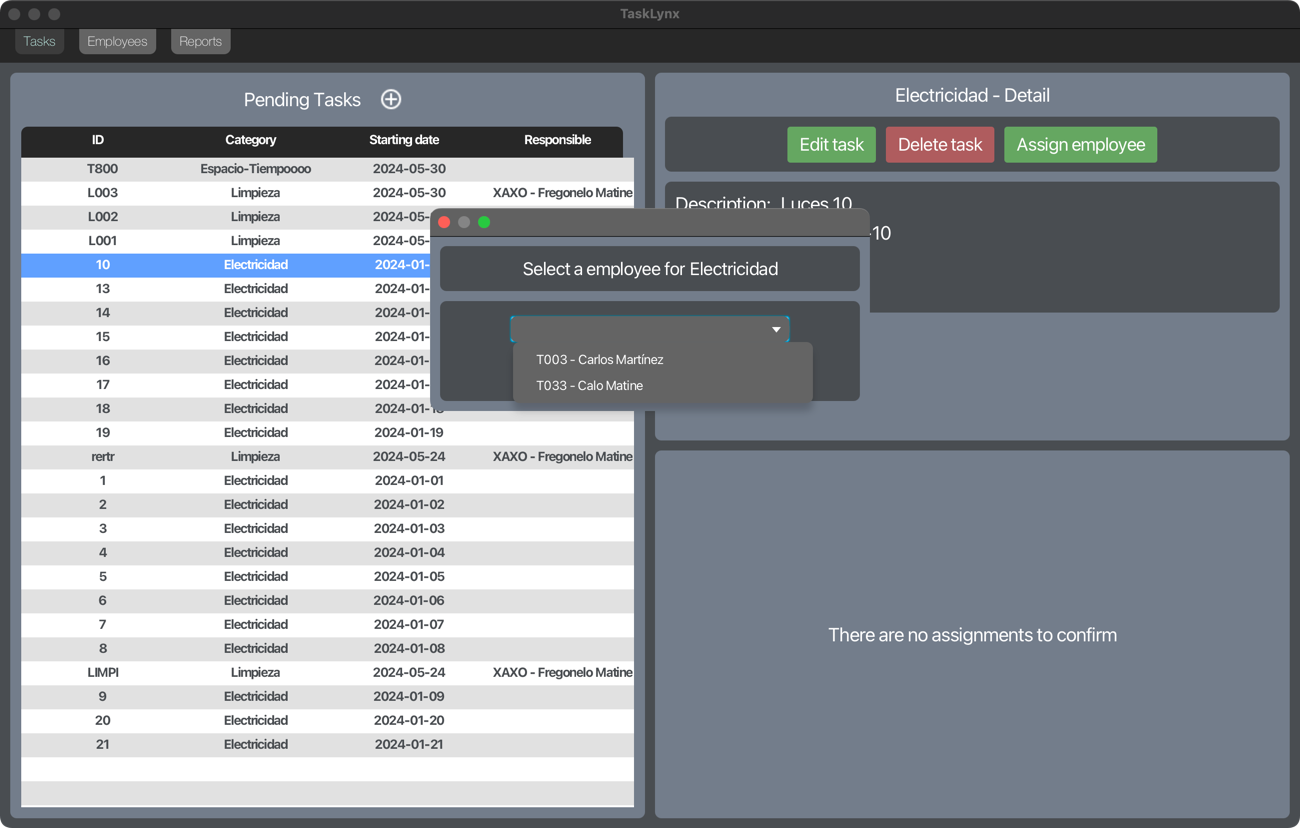 TaskLynx
Tasks Employees Reports
Pending Tasks
ID Category Starting date Responsible
T800 Espacio-Tiempoooo 2024-05-30
L003 Limpieza 2024-05-30 XAXO - Fregonelo Matine
L002 Limpieza 2024-05-
L001 Limpieza 2024-05-
10 Electricidad 2024-01-
13 Electricidad 2024-01-
14 Electricidad 2024-01-
15 Electricidad 2024-01-
16 Electricidad 2024-01-
17 Electricidad 2024-01-
18 Electricidad 2024-01-18
19 Electricidad 2024-01-19
rertr Limpieza 2024-05-24 XAXO - Fregonelo Matine
1 Electricidad 2024-01-01
2 Electricidad 2024-01-02
3 Electricidad 2024-01-03
4 Electricidad 2024-01-04
5 Electricidad 2024-01-05
6 Electricidad 2024-01-06
7 Electricidad 2024-01-07
8 Electricidad 2024-01-08
LIMPI Limpieza 2024-05-24 XAXO - Fregonelo Matine
9 Electricidad 2024-01-09
20 Electricidad 2024-01-20
21 Electricidad 2024-01-21
Electricidad - Detail
Edit task Delete task Assign employee
Description: Luces 10
-10
Select a employee for Electricidad
T003 - Carlos Martínez
T033 - Calo Matine
There are no assignments to confirm